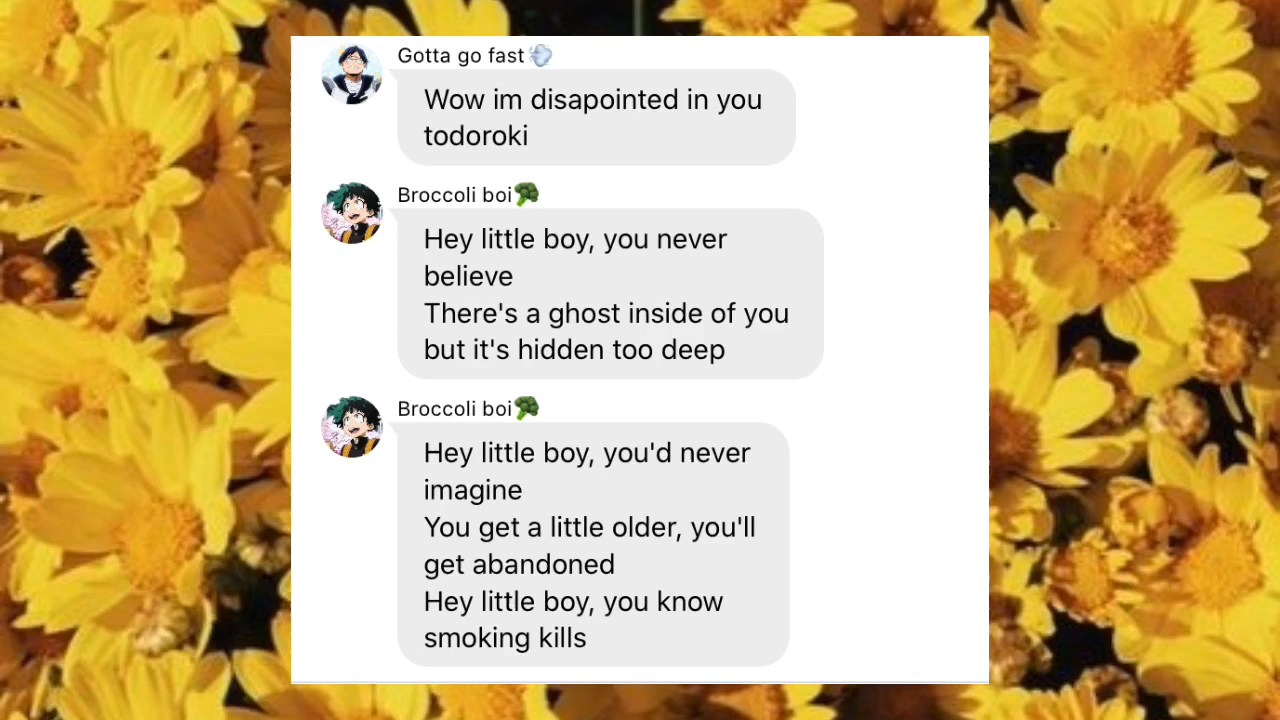 Gotta go fast💨
Wow im disapointed in you
todoroki
Broccoli boi🥦
Hey little boy, you never
believe
There's a ghost inside of you
but it's hidden too deep
Broccoli boi🥦
Hey little boy, you'd never
imagine
You get a little older, you'll
get abandoned
Hey little boy, you know
smoking kills